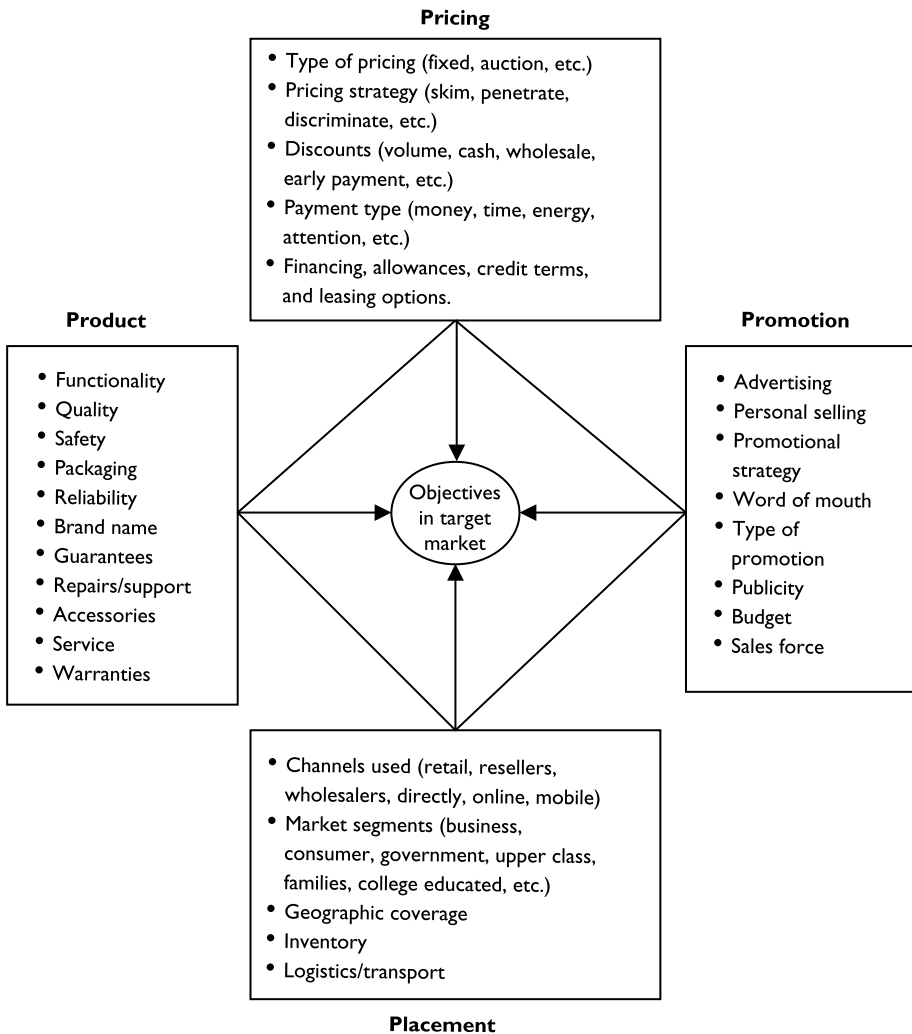 Pricing
• Type of pricing (fixed, auction, etc.)
• Pricing strategy (skim, penetrate,
discriminate, etc.)
• Discounts (volume, cash, wholesale,
early payment, etc.)
• Payment type (money, time, energy,
attention, etc.)
• Financing, allowances, credit terms,
and leasing options.
Product
• Functionality
• Quality
• Safety
• Packaging
• Reliability
• Brand name
• Guarantees
• Repairs/support
• Accessories
• Service
• Warranties
Objectives
in target
market
Promotion
• Advertising
• Personal selling
• Promotional
strategy
• Word of mouth
• Type of
promotion
• Publicity
• Budget
• Sales force
• Channels used (retail, resellers,
wholesalers, directly, online, mobile)
• Market segments (business,
consumer, government, upper class,
families, college educated, etc.)
• Geographic coverage
• Inventory
• Logistics/transport
Placement